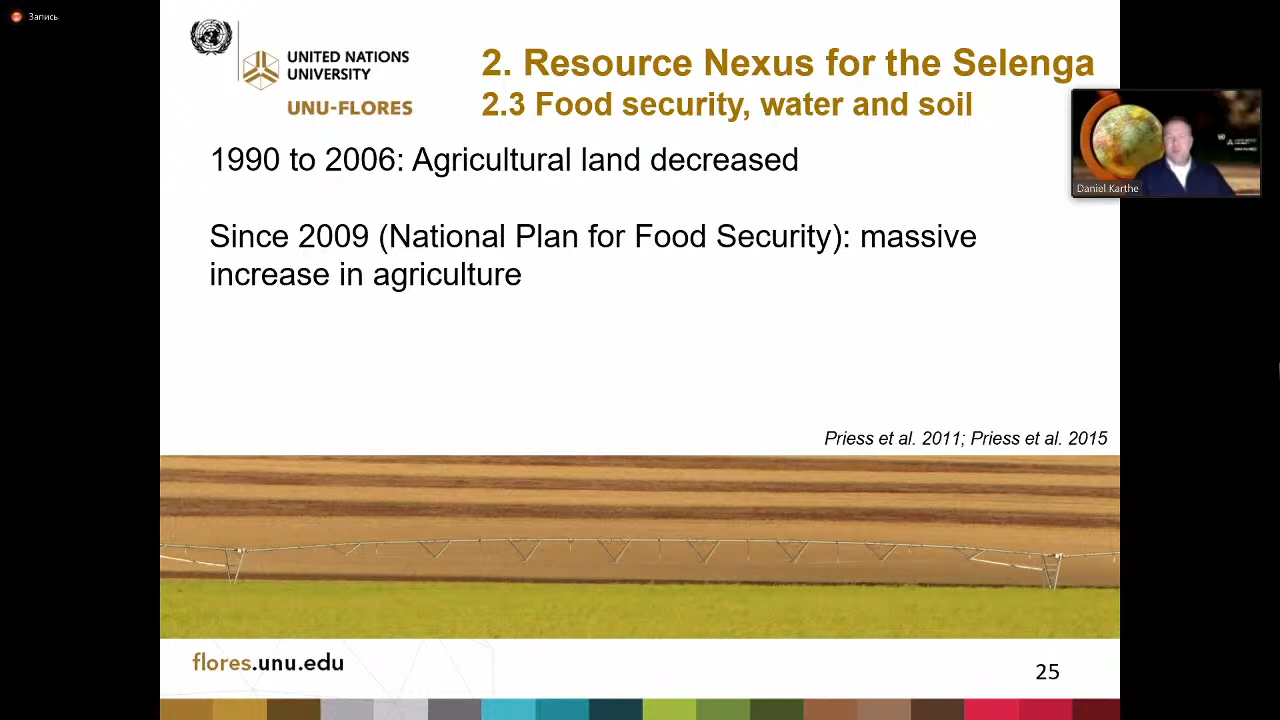 Запись
UNITED NATIONS
UNIVERSITY
UNU-FLORES
2. Resource Nexus for the Selenga
2.3 Food security, water and soil
1990 to 2006: Agricultural land decreased
Since 2009 (National Plan for Food Security): massive
increase in agriculture
Daniel Karthe
Priess et al. 2011; Priess et al. 2015
flores.unu.edu
25